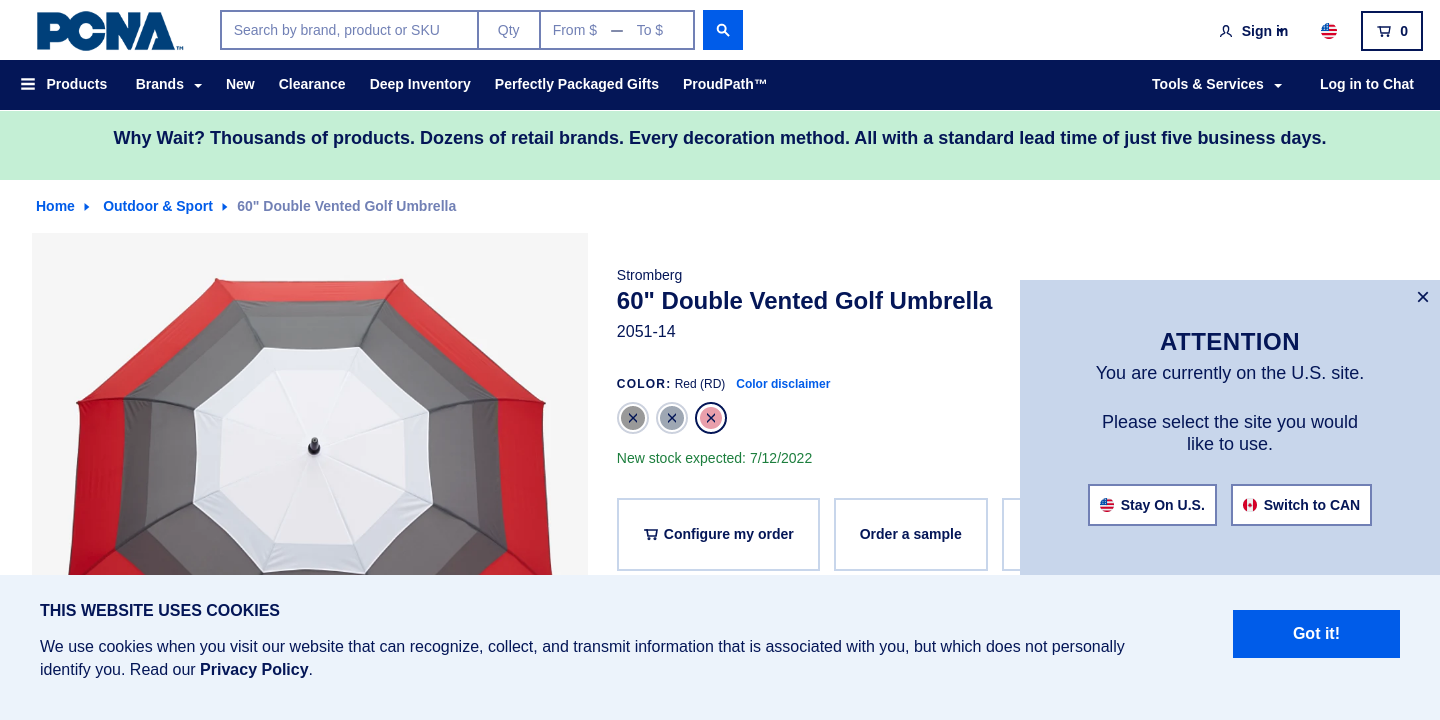 PCNA™
Search by brand, product or SKU
Qty
From $
To $
Sign in
0
Products
Brands
New
Clearance
Deep Inventory
Perfectly Packaged Gifts
ProudPath™
Tools & Services
Log in to Chat
Why Wait? Thousands of products. Dozens of retail brands. Every decoration method. All with a standard lead time of just five business days.
Home
Outdoor & Sport
60" Double Vented Golf Umbrella
Stromberg
60" Double Vented Golf Umbrella
2051-14
COLOR: Red (RD) Color disclaimer
New stock expected: 7/12/2022
Configure my order
Order a sample
ATTENTION
You are currently on the U.S. site.
Please select the site you would
like to use.
Stay On U.S.
Switch to CAN
THIS WEBSITE USES COOKIES
We use cookies when you visit our website that can recognize, collect, and transmit information that is associated with you, but which does not personally
identify you. Read our Privacy Policy.
Got it!